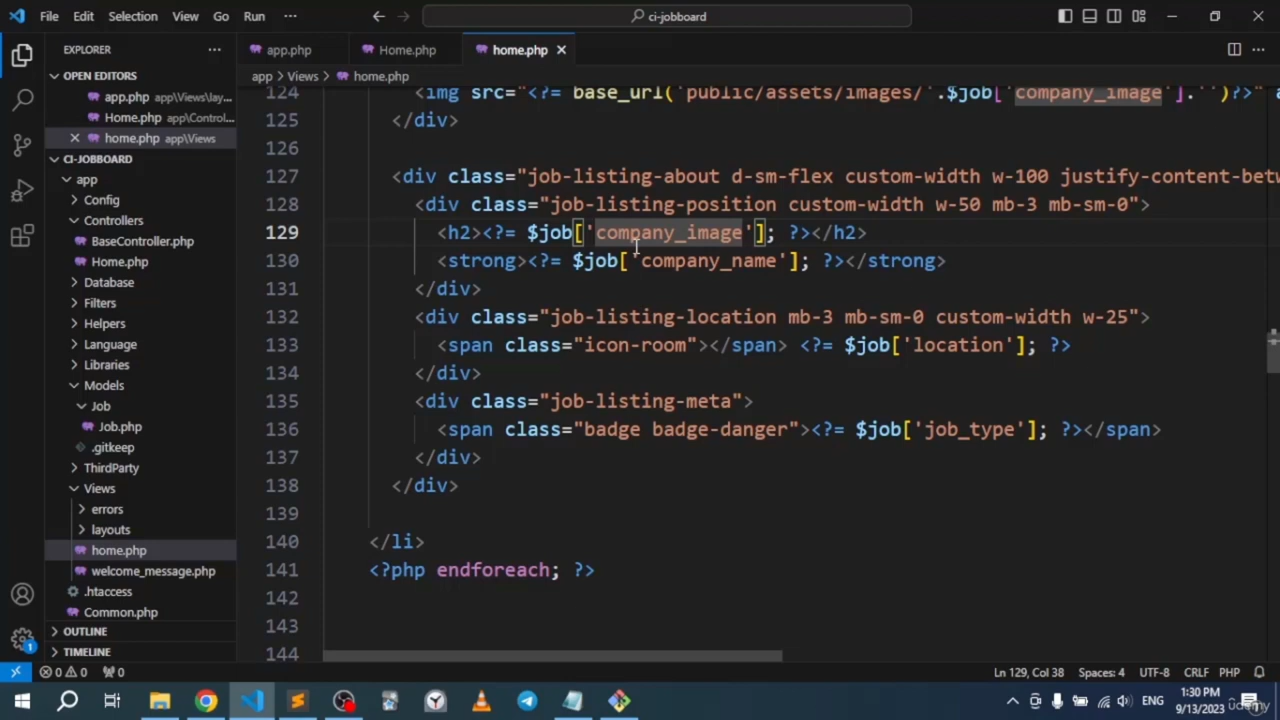 File Edit Selection View Go Run ··· ci-jobboard
EXPLORER ···
app.php Home.php home.php
OPEN EDITORS
app.php app\Views\lay...
Home.php app\Contro...
home.php app\Views
CI-JOBBOARD
app
Config
Controllers
BaseController.php
Home.php
Database
Filters
Helpers
Language
Libraries
Models
Job
Job.php
.gitkeep
ThirdParty
Views
errors
layouts
home.php
welcome_message.php
.htaccess
Common.php
OUTLINE
TIMELINE
app > Views > home.php
124 <img src="<?= base_url('public/assets/images/'.$job['company_image'].'')?>" a
125 </div>
126
127 <div class="job-listing-about d-sm-flex custom-width w-100 justify-content-betw
128 <div class="job-listing-position custom-width w-50 mb-3 mb-sm-0">
129 <h2><?= $job['company_image']; ?></h2>
130 <strong><?= $job['company_name']; ?></strong>
131 </div>
132 <div class="job-listing-location mb-3 mb-sm-0 custom-width w-25">
133 <span class="icon-room"></span> <?= $job['location']; ?>
134 </div>
135 <div class="job-listing-meta">
136 <span class="badge badge-danger"><?= $job['job_type']; ?></span>
137 </div>
138 </div>
139
140 </li>
141 <?php endforeach; ?>
142
143
144
0 0 0 Ln 129, Col 38 Spaces: 4 UTF-8 CRLF PHP
ENG 1:30 PM
9/13/2023
udemy